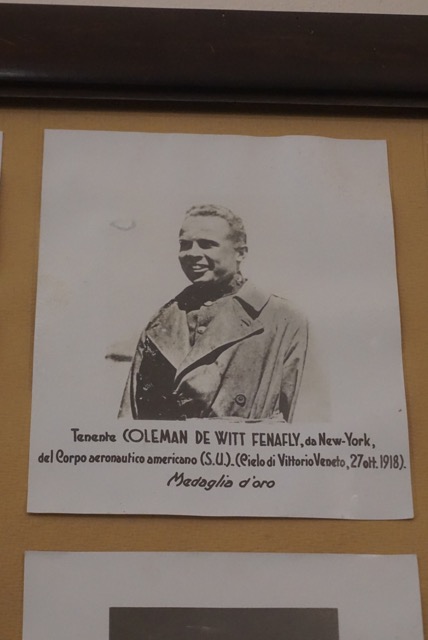 Tenente COLEMAN DE WITT FENAFLY, da New-York,
del Corpo aeronautico americano (S.U.)_(Cielo di Vittorio Veneto, 27 ott. 1918).
Medaglia d'oro